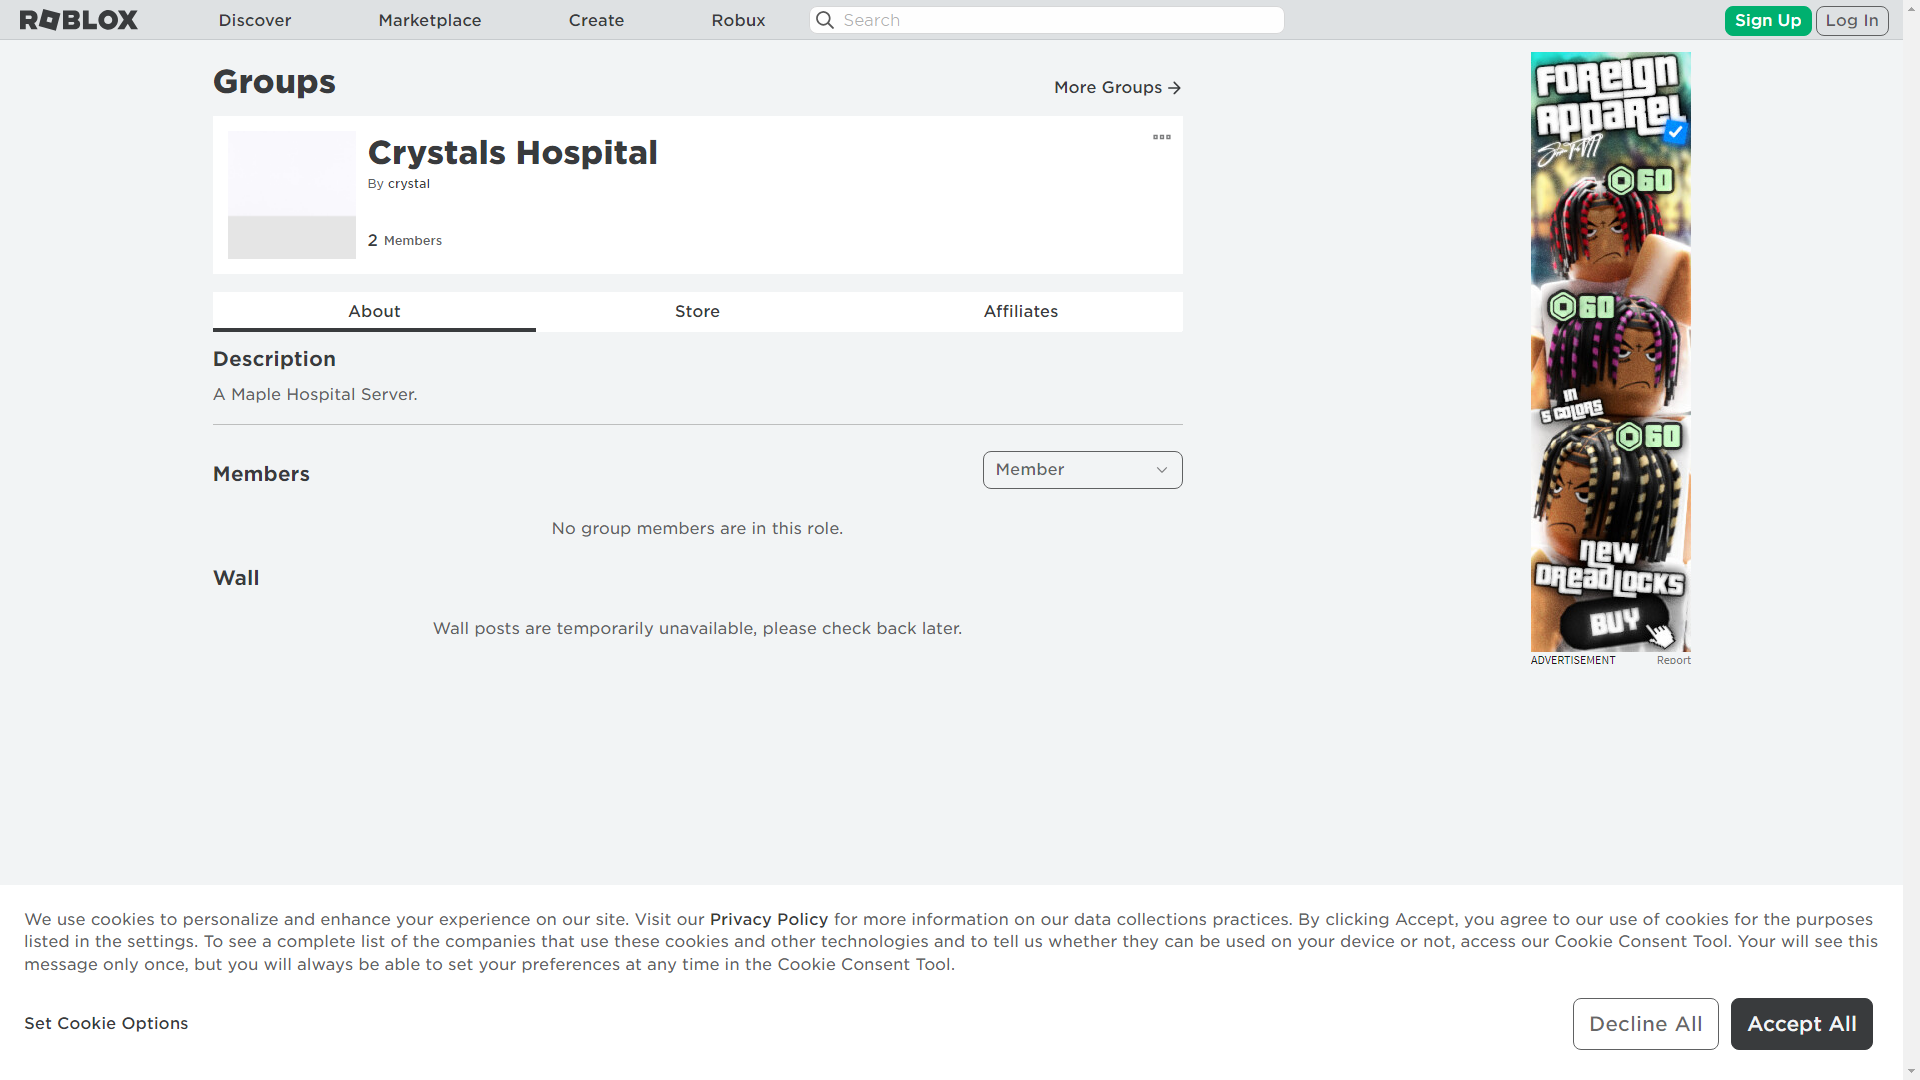 ROBLOX
Discover
Marketplace
Create
Robux
Search
Sign Up
Log In
Groups
More Groups
Crystals Hospital
By crystal
2 Members
About
Store
Affiliates
Description
A Maple Hospital Server.
Members
Member
No group members are in this role.
Wall
Wall posts are temporarily unavailable, please check back later.
FOREIGN
APPAREL
60
60
IN
5 COLORS
60
NEW
DREADLOCKS
BUY
ADVERTISEMENT
Report
We use cookies to personalize and enhance your experience on our site. Visit our Privacy Policy for more information on our data collections practices. By clicking Accept, you agree to our use of cookies for the purposes
listed in the settings. To see a complete list of the companies that use these cookies and other technologies and to tell us whether they can be used on your device or not, access our Cookie Consent Tool. Your will see this
message only once, but you will always be able to set your preferences at any time in the Cookie Consent Tool.
Set Cookie Options
Decline All
Accept All